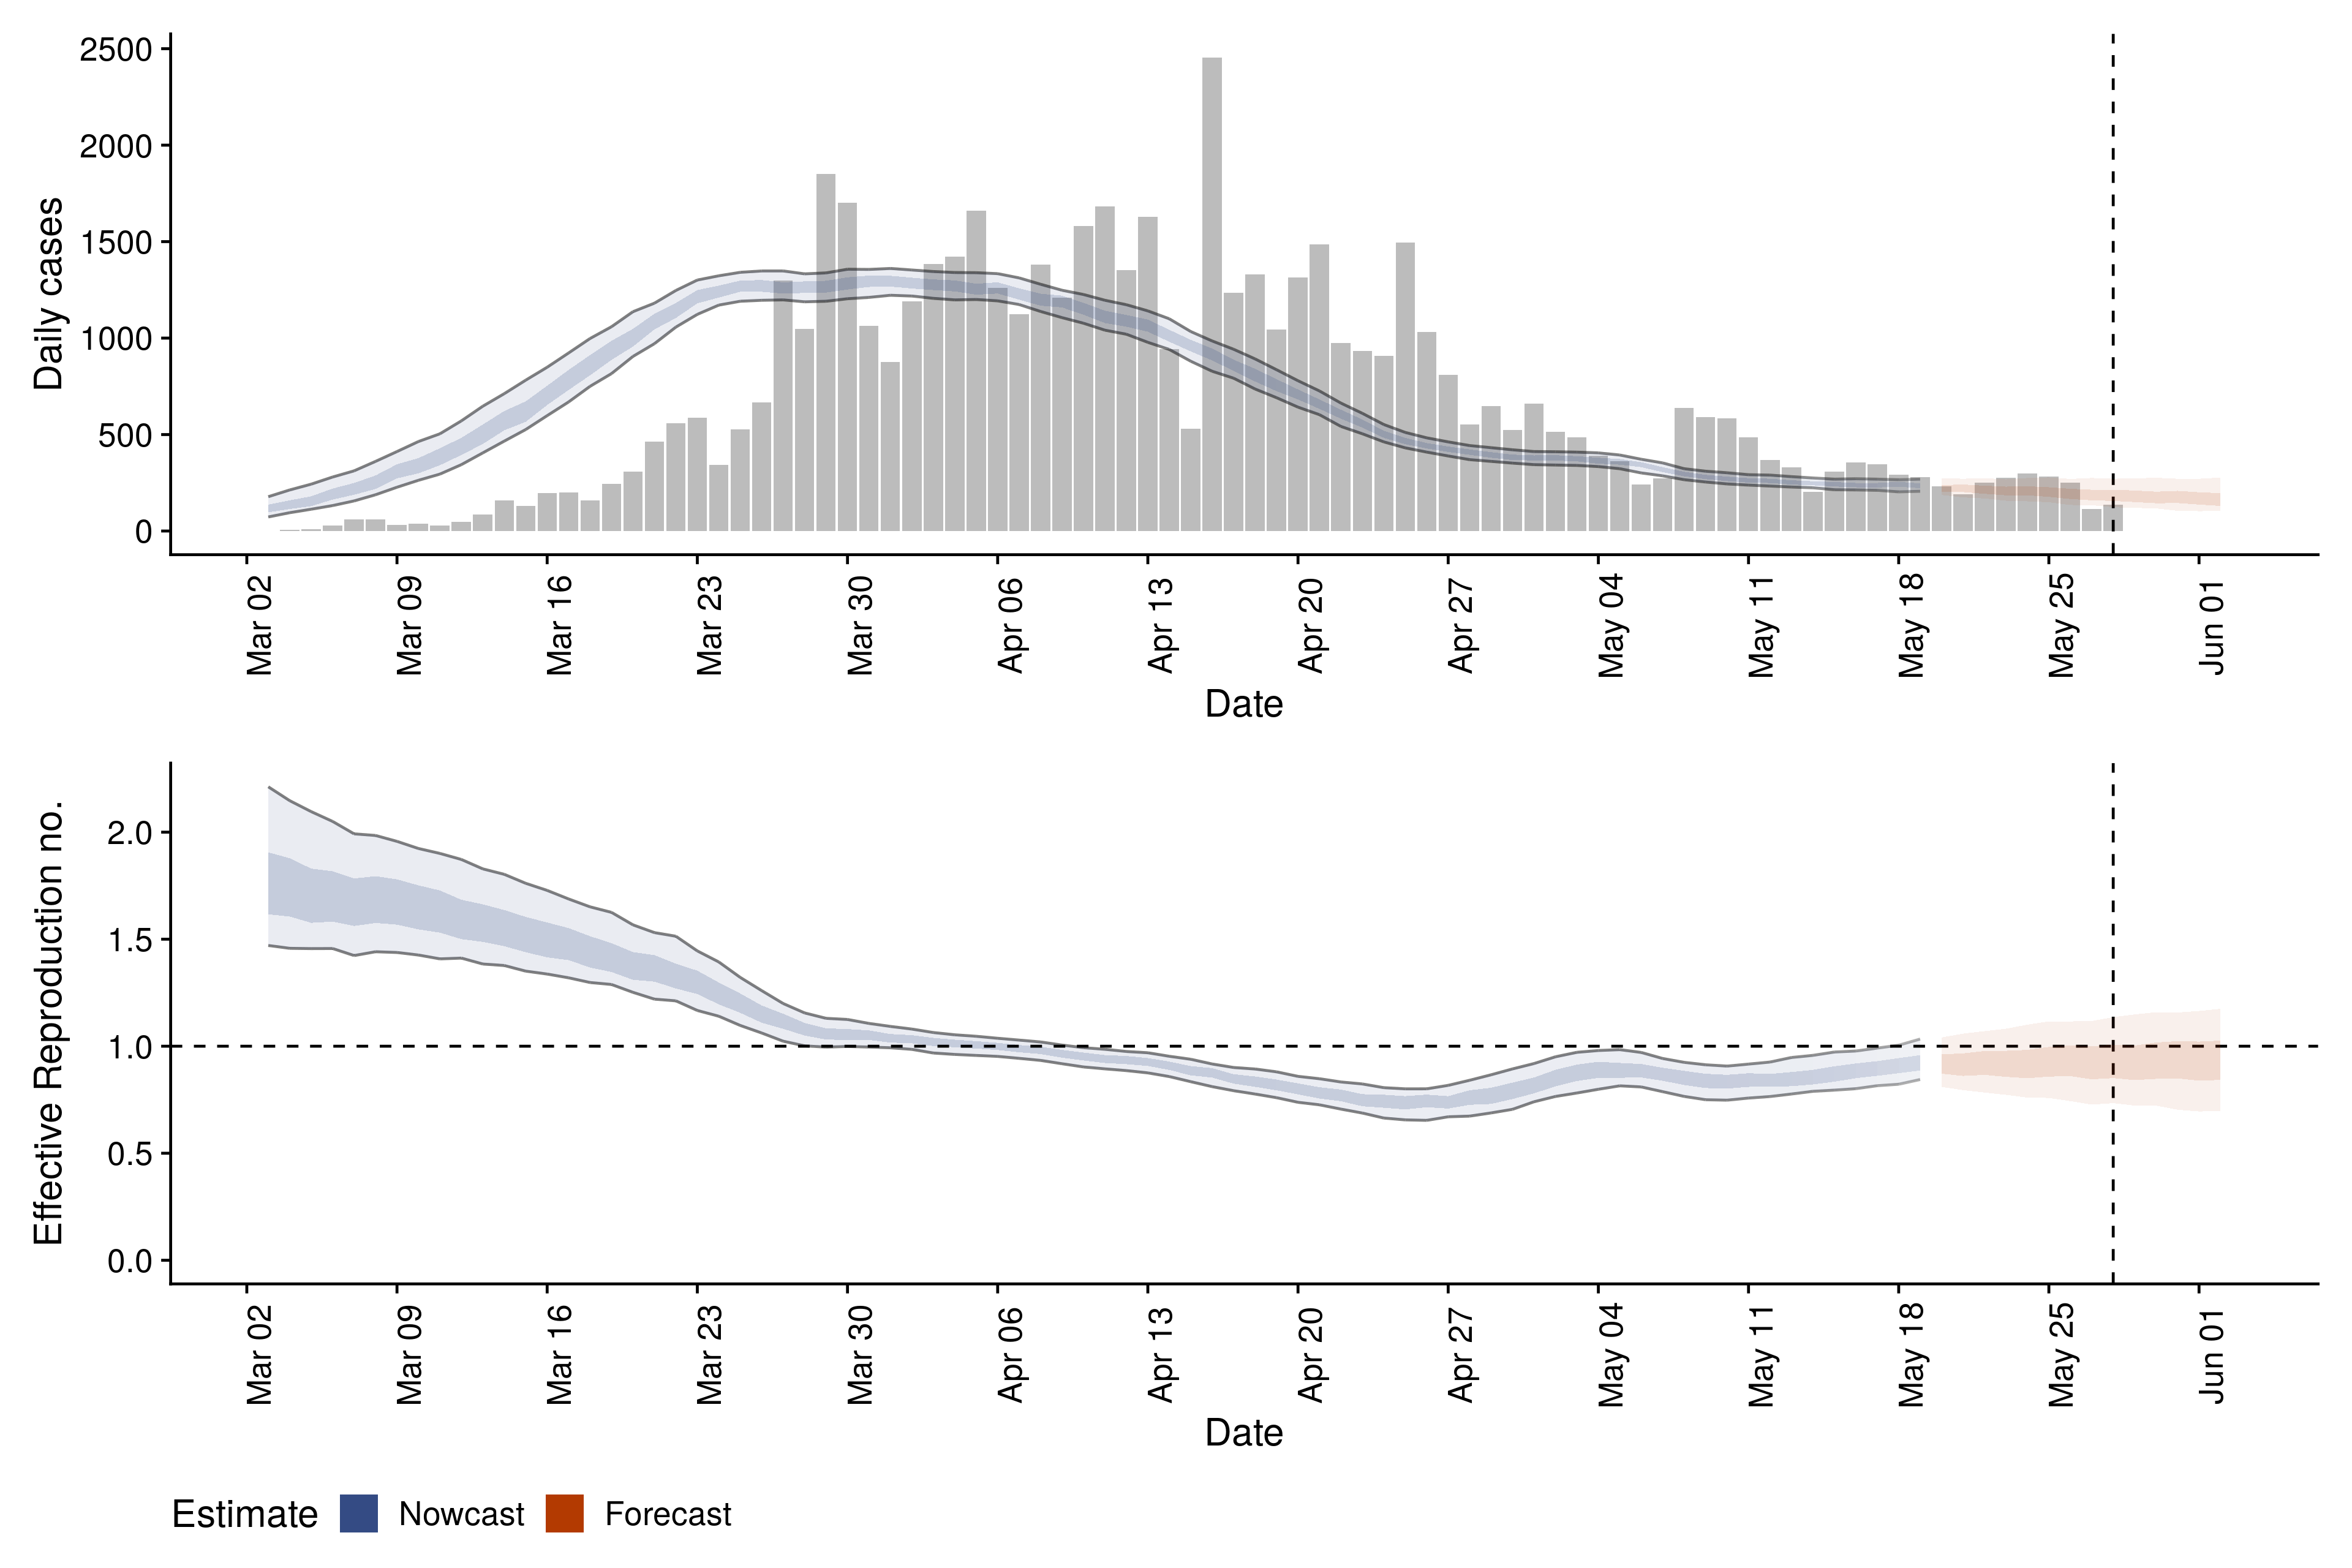 Daily cases
2500
2000
1500
1000
500
0
Mar 02
Mar 09
Mar 16
Mar 23
Mar 30
Apr 06
Apr 13
Apr 20
Apr 27
May 04
May 11
May 18
May 25
Jun 01
Date
Effective Reproduction no.
2.0
1.5
1.0
0.5
0.0
Mar 02
Mar 09
Mar 16
Mar 23
Mar 30
Apr 06
Apr 13
Apr 20
Apr 27
May 04
May 11
May 18
May 25
Jun 01
Date
Estimate Nowcast Forecast